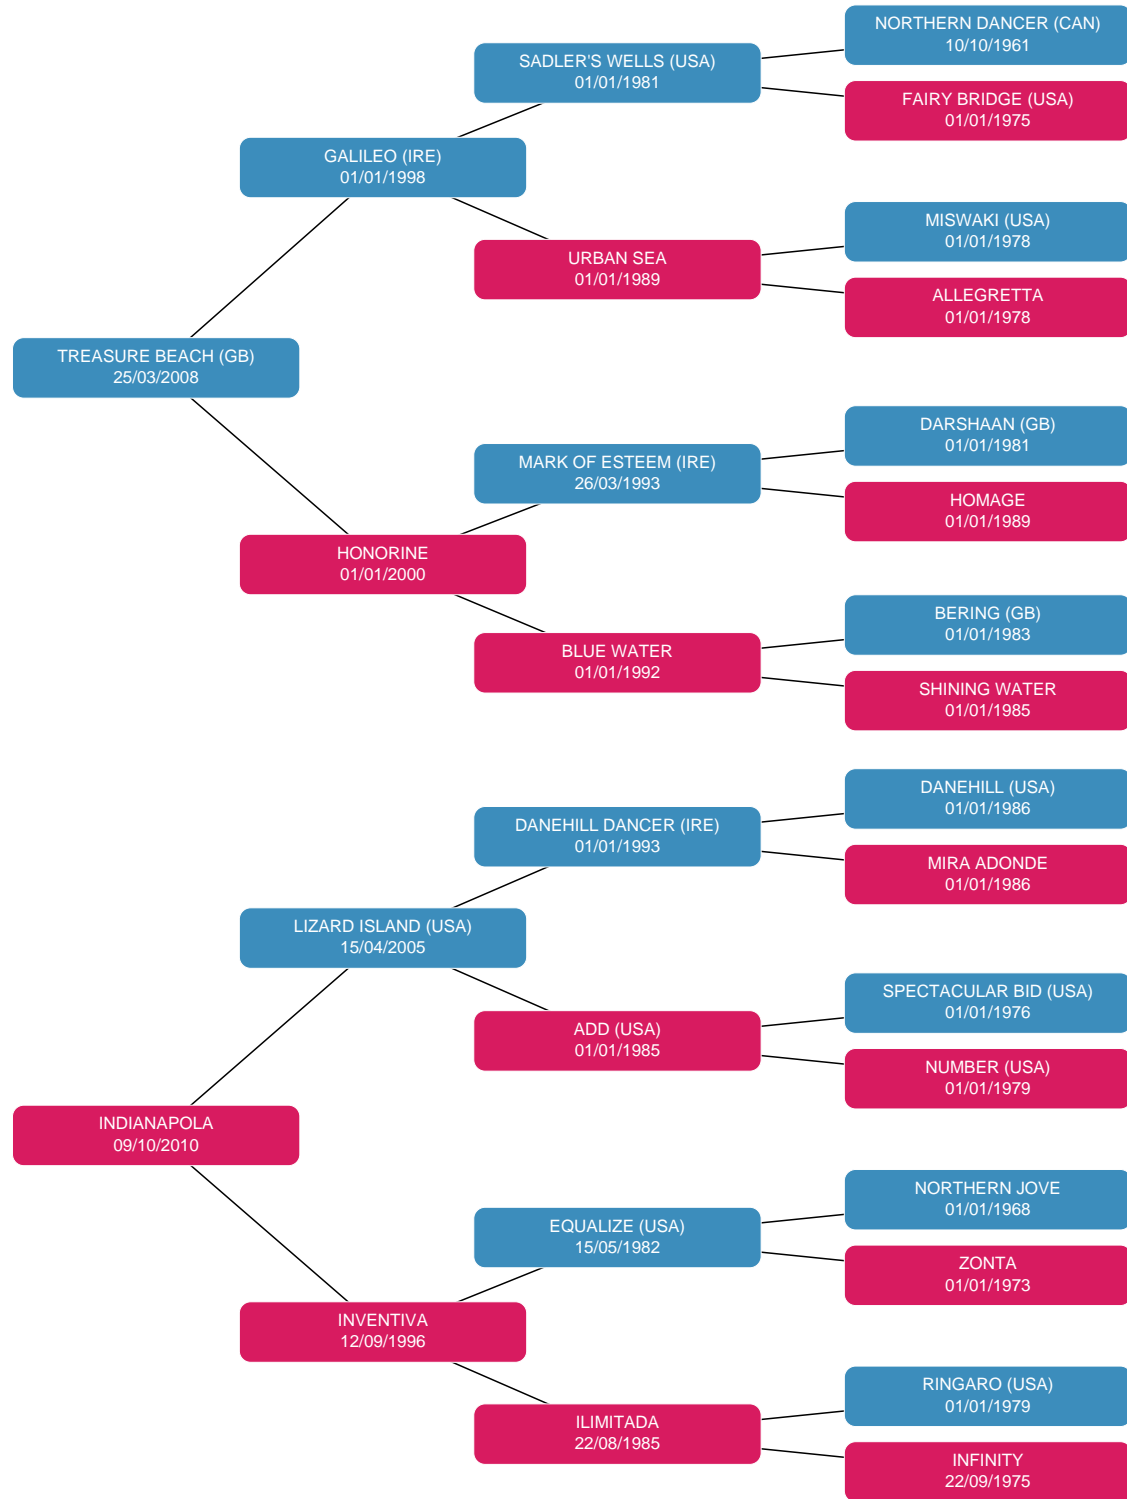 NORTHERN DANCER (CAN)
10/10/1961
SADLER'S WELLS (USA)
01/01/1981
FAIRY BRIDGE (USA)
01/01/1975
GALILEO (IRE)
01/01/1998
MISWAKI (USA)
01/01/1978
URBAN SEA
01/01/1989
ALLEGRETTA
01/01/1978
TREASURE BEACH (GB)
25/03/2008
DARSHAAN (GB)
01/01/1981
MARK OF ESTEEM (IRE)
26/03/1993
HOMAGE
01/01/1989
HONORINE
01/01/2000
BERING (GB)
01/01/1983
BLUE WATER
01/01/1992
SHINING WATER
01/01/1985
DANEHILL (USA)
01/01/1986
DANEHILL DANCER (IRE)
01/01/1993
MIRA ADONDE
01/01/1986
LIZARD ISLAND (USA)
15/04/2005
SPECTACULAR BID (USA)
01/01/1976
ADD (USA)
01/01/1985
NUMBER (USA)
01/01/1979
INDIANAPOLA
09/10/2010
NORTHERN JOVE
01/01/1968
EQUALIZE (USA)
15/05/1982
ZONTA
01/01/1973
INVENTIVA
12/09/1996
RINGARO (USA)
01/01/1979
ILIMITADA
22/08/1985
INFINITY
22/09/1975